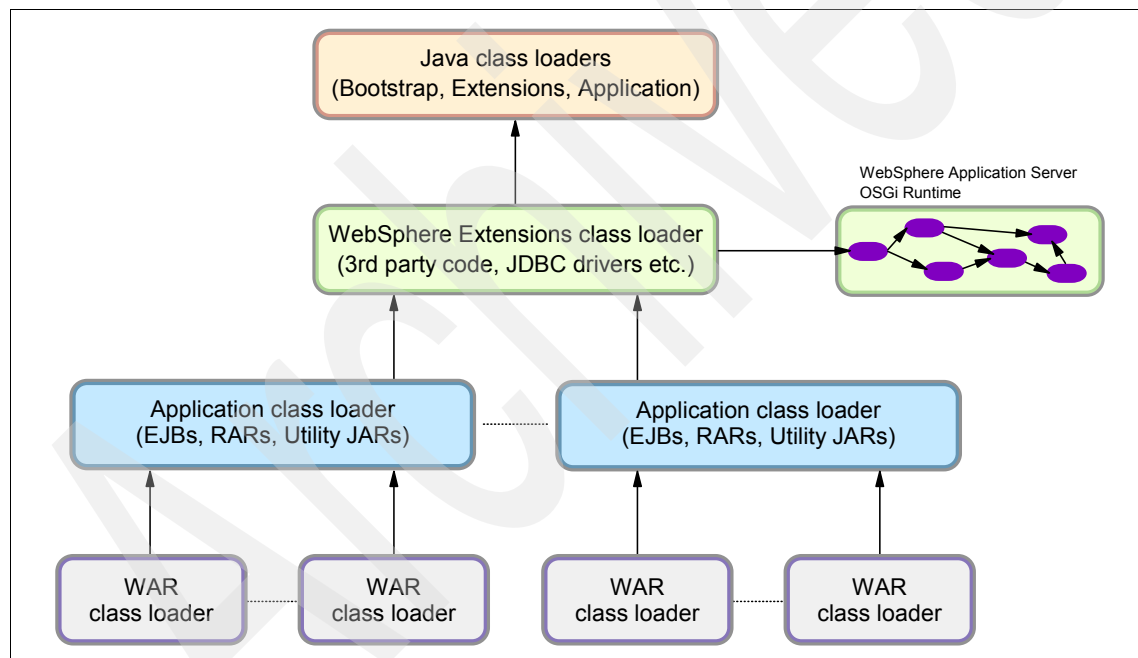 Java class loaders
(Bootstrap, Extensions, Application)
WebSphere Application Server
OSGi Runtime
WebSphere Extensions class loader
(3rd party code, JDBC drivers etc.)
Application class loader
(EJBs, RARs, Utility JARs)
Application class loader
(EJBs, RARs, Utility JARs)
WAR
class loader
WAR
class loader
WAR
class loader
WAR
class loader
Archive